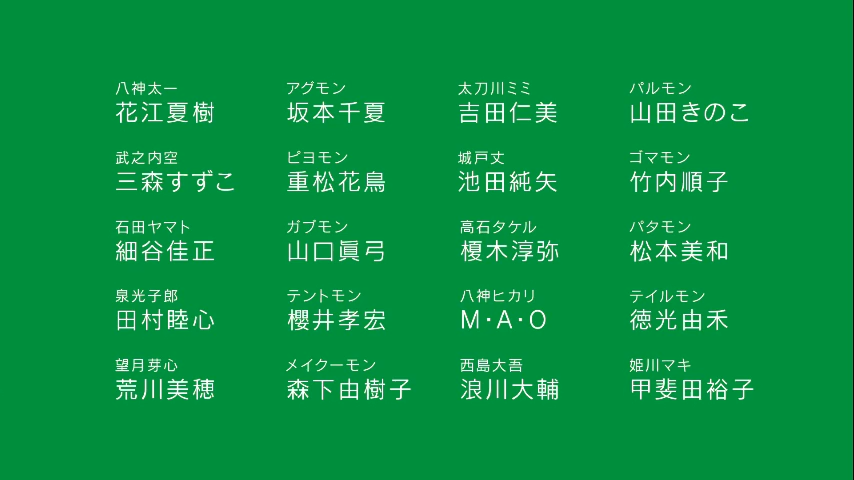 八神太一
花江夏樹
アグモン
坂本千夏
太刀川ミミ
吉田仁美
パルモン
山田きのこ
武之内空
三森すずこ
ピヨモン
重松花鳥
城戸丈
池田純矢
ゴマモン
竹内順子
石田ヤマト
細谷佳正
ガブモン
山口眞弓
高石タケル
榎木淳弥
パタモン
松本美和
泉光子郎
田村睦心
テントモン
櫻井孝宏
八神ヒカリ
M・A・O
テイルモン
徳光由禾
望月芽心
荒川美穂
メイクーモン
森下由樹子
西島大吾
浪川大輔
姫川マキ
甲斐田裕子